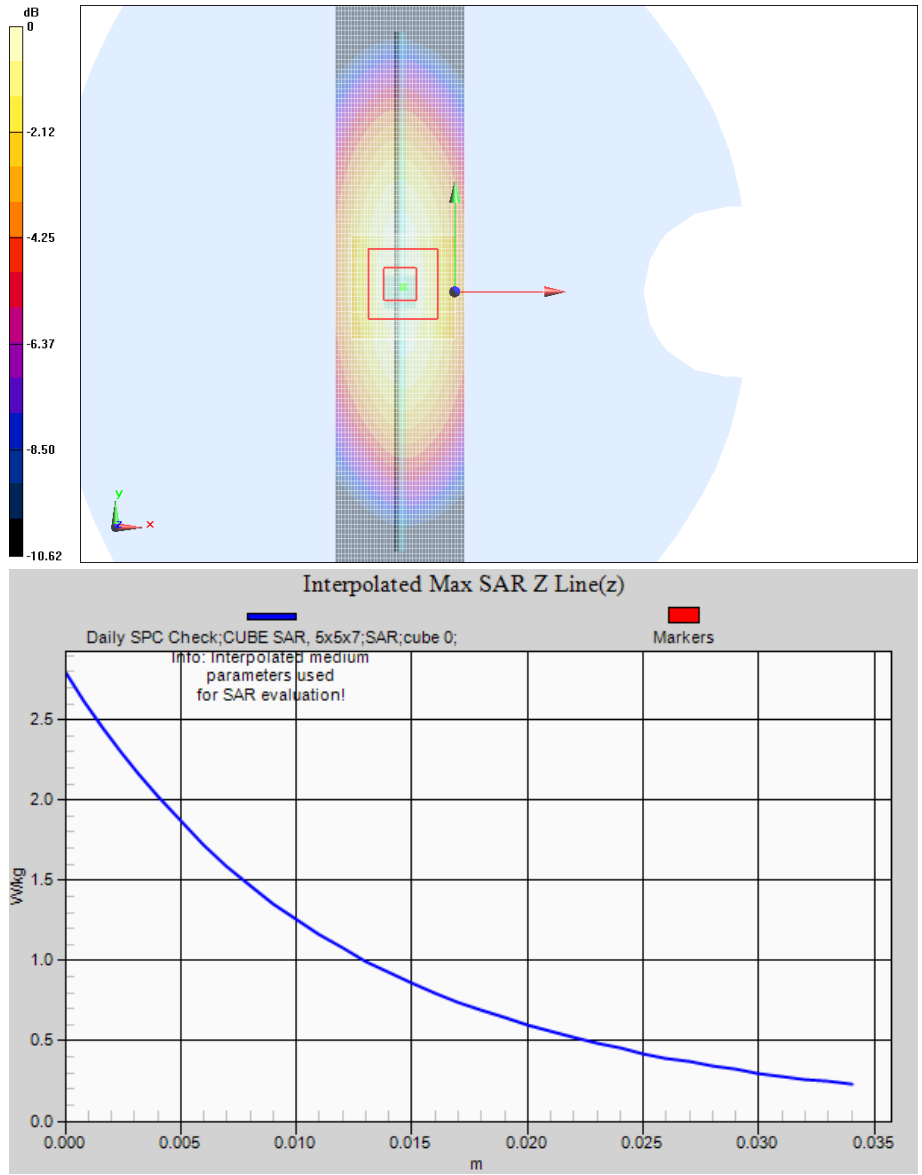 dB
0
-2.12
-4.25
-6.37
-8.50
-10.62
y
x
Interpolated Max SAR Z Line(z)
Daily SPC Check;CUBE SAR, 5x5x7;SAR;cube 0;
Markers
Info: Interpolated medium
parameters used
for SAR evaluation!
2.5
2.0
1.5
1.0
0.5
0.0
W/kg
0.000
0.005
0.010
0.015
0.020
0.025
0.030
0.035
m